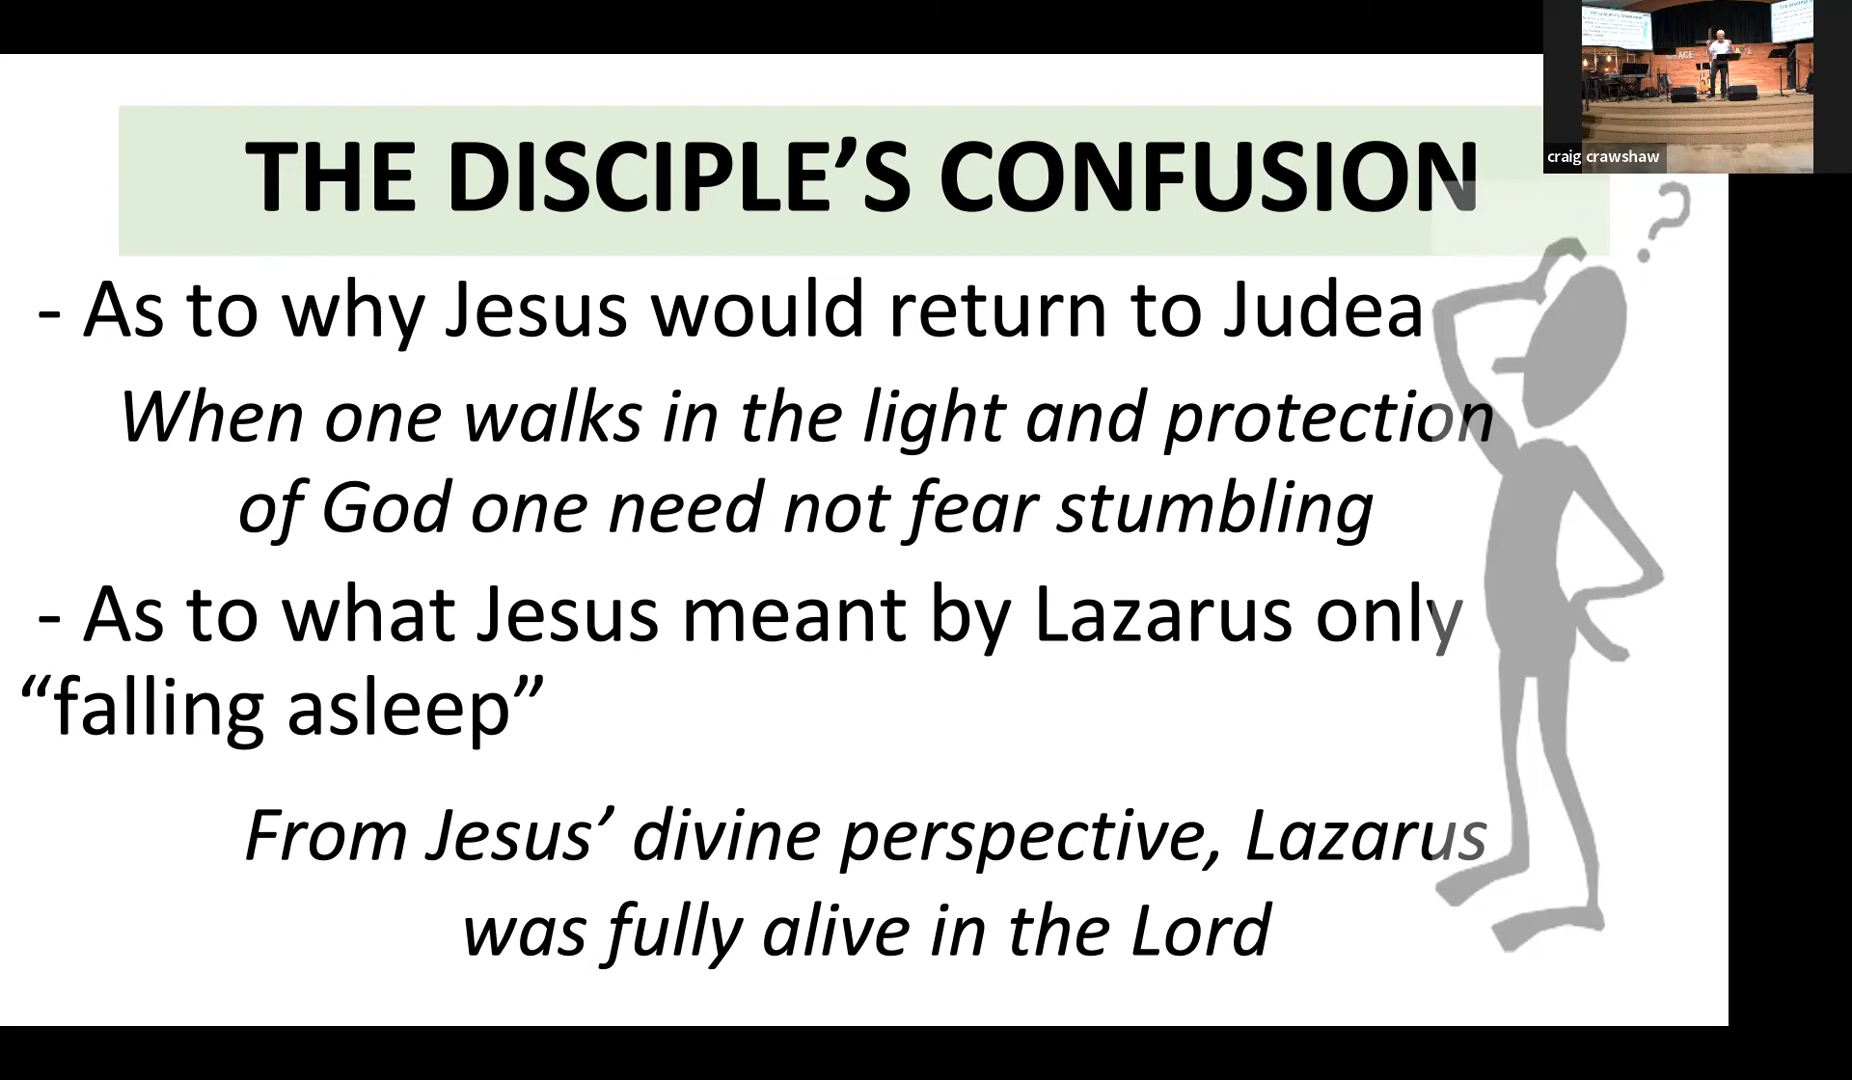 THE DISCIPLE’S CONFUSION
craig crawshaw
- As to why Jesus would return to Judea
When one walks in the light and protection
of God one need not fear stumbling
- As to what Jesus meant by Lazarus only
“falling asleep”
From Jesus’ divine perspective, Lazarus
was fully alive in the Lord
?